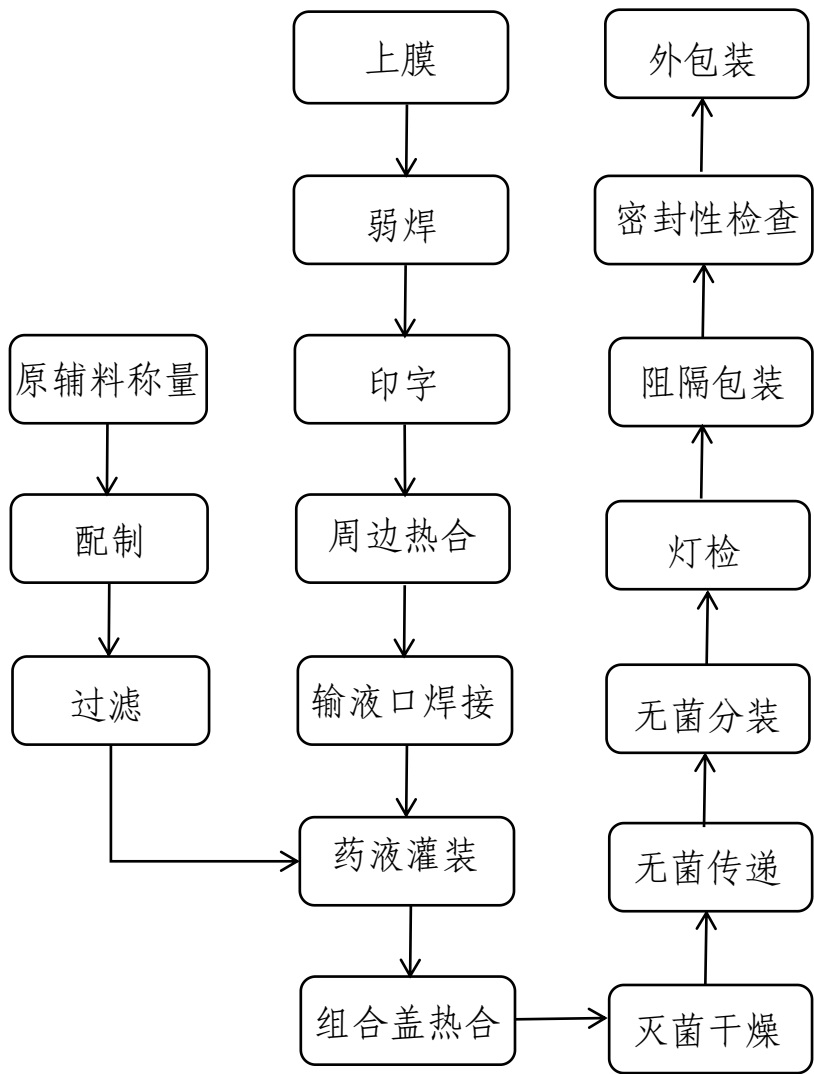 上膜
弱焊
印字
周边热合
输液口焊接
原辅料称量
配制
过滤
药液灌装
组合盖热合
灭菌干燥
无菌传递
无菌分装
灯检
阻隔包装
密封性检查
外包装